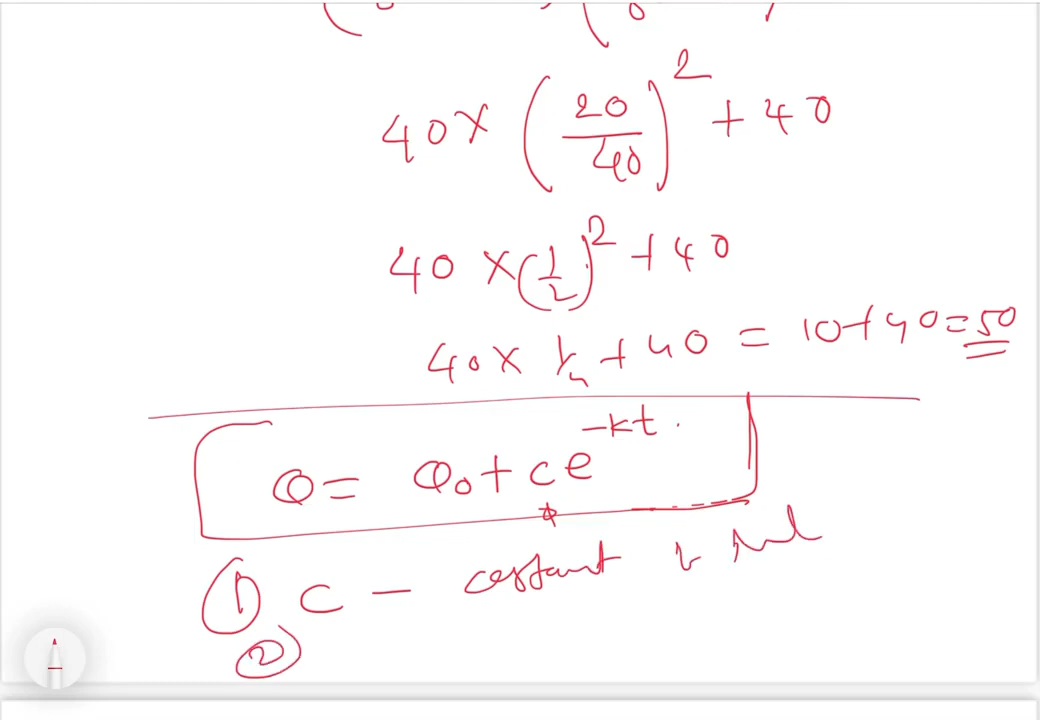 40 × (20/40)² + 40
40 × (1/2)² + 40
40 × 1/4 + 40 = 10 + 40 = 50
θ = θ₀ + ce^(-kt).
① C – constant
②